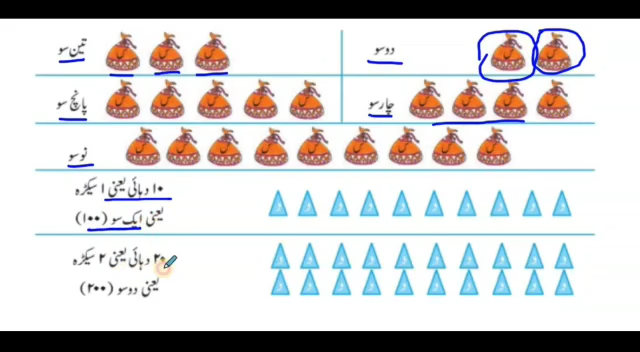 دو سو
تین سو
چار سو
پانچ سو
نو سو
۱۰ دہائی یعنی ۱ سیکڑہ
یعنی ایک سو (۱۰۰)
د د د د د د د د د د
۲۰ دہائی یعنی ۲ سیکڑہ
یعنی دو سو (۲۰۰)
د د د د د د د د د د
د د د د د د د د د د